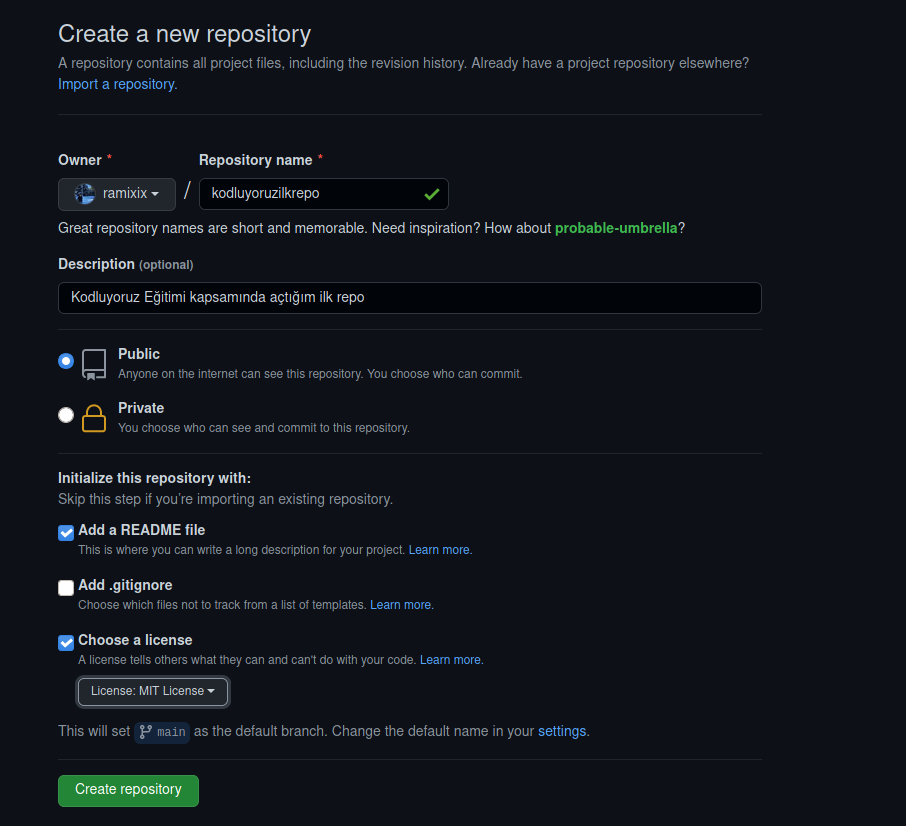 Create a new repository
A repository contains all project files, including the revision history. Already have a project repository elsewhere?
Import a repository.
Owner * Repository name *
ramixix / kodluyoruzilkrepo
Great repository names are short and memorable. Need inspiration? How about probable-umbrella?
Description (optional)
Kodluyoruz Eğitimi kapsamında açtığım ilk repo
Public
Anyone on the internet can see this repository. You choose who can commit.
Private
You choose who can see and commit to this repository.
Initialize this repository with:
Skip this step if you're importing an existing repository.
Add a README file
This is where you can write a long description for your project. Learn more.
Add .gitignore
Choose which files not to track from a list of templates. Learn more.
Choose a license
A license tells others what they can and can't do with your code. Learn more.
License: MIT License
This will set main as the default branch. Change the default name in your settings.
Create repository